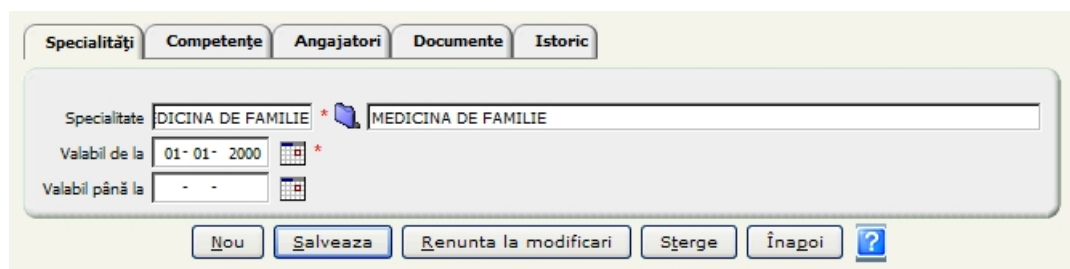 Specialităţi Competenţe Angajatori Documente Istoric
Specialitate DICINA DE FAMILIE * MEDICINA DE FAMILIE
Valabil de la 01- 01- 2000 *
Valabil până la - -
Nou Salveaza Renunta la modificari Sterge Înapoi ?